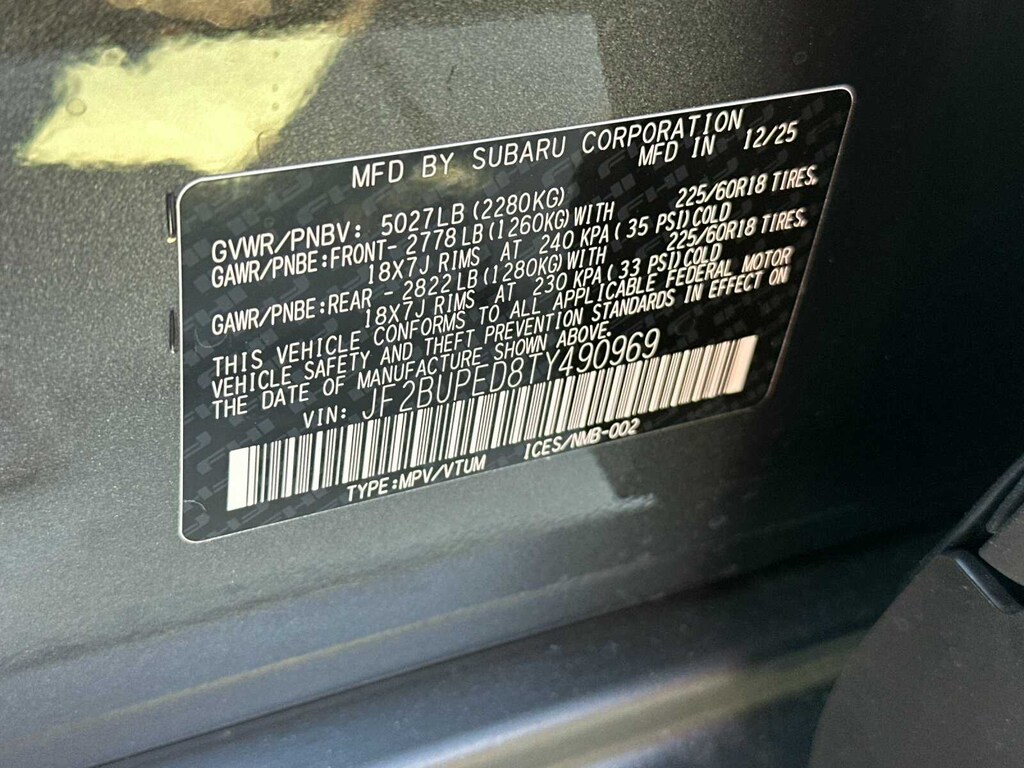 MFD BY SUBARU CORPORATION
MFD IN 12/25
GVWR/PNBV: 5027LB(2280KG)
GAWR/PNBE:FRONT- 2778LB(1260KG)WITH 225/60R18 TIRES,
18X7J RIMS AT 240 KPA(35 PSI)COLD
GAWR/PNBE:REAR - 2822LB(1280KG)WITH 225/60R18 TIRES,
18X7J RIMS AT 230 KPA(33 PSI)COLD
THIS VEHICLE CONFORMS TO ALL APPLICABLE FEDERAL MOTOR
VEHICLE SAFETY AND THEFT PREVENTION STANDARDS IN EFFECT ON
THE DATE OF MANUFACTURE SHOWN ABOVE.
VIN: JF2BUPED8TY490969
TYPE:MPV/VTUM ICES/NMB-002